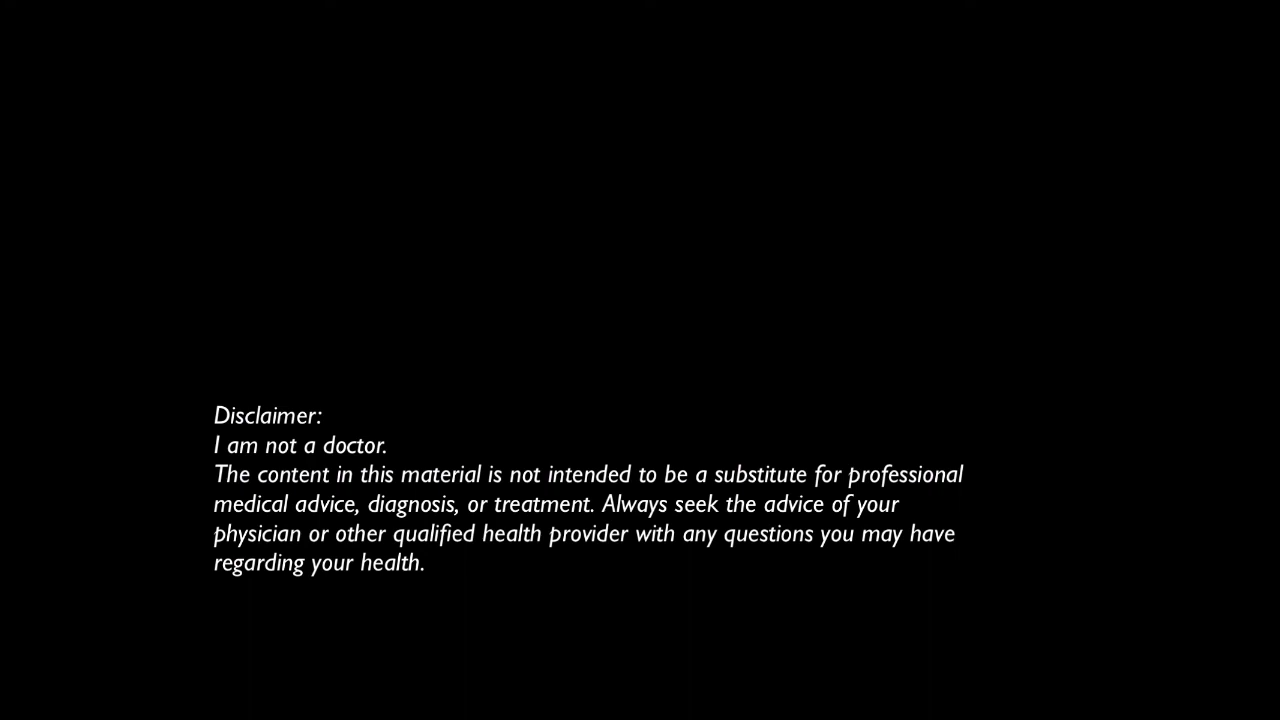 Disclaimer:
I am not a doctor.
The content in this material is not intended to be a substitute for professional
medical advice, diagnosis, or treatment. Always seek the advice of your
physician or other qualified health provider with any questions you may have
regarding your health.